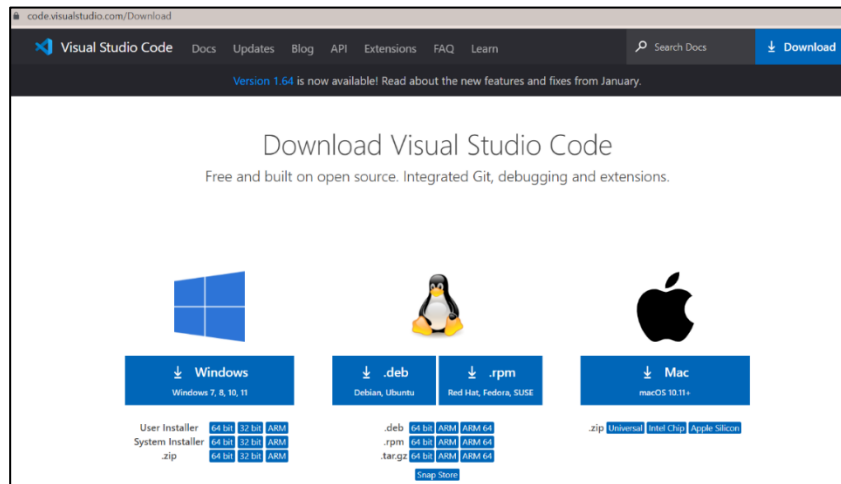 code.visualstudio.com/Download
Visual Studio Code Docs Updates Blog API Extensions FAQ Learn Search Docs Download
Version 1.64 is now available! Read about the new features and fixes from January.
Download Visual Studio Code
Free and built on open source. Integrated Git, debugging and extensions.
Windows
Windows 7, 8, 10, 11
.deb
Debian, Ubuntu
.rpm
Red Hat, Fedora, SUSE
Mac
macOS 10.11+
User Installer 64 bit 32 bit ARM
System Installer 64 bit 32 bit ARM
.zip 64 bit 32 bit ARM
.deb 64 bit ARM ARM 64
.rpm 64 bit ARM ARM 64
.tar.gz 64 bit ARM ARM 64
Snap Store
.zip Universal Intel Chip Apple Silicon